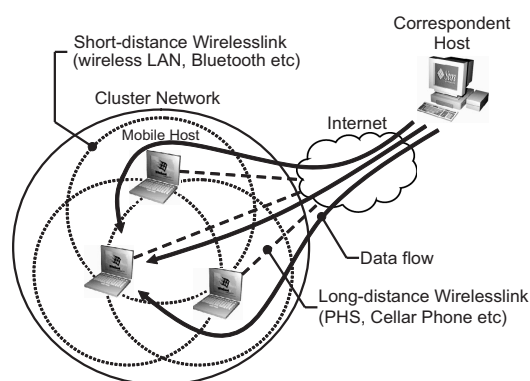 Correspondent
Host
Short-distance Wirelesslink
(wireless LAN, Bluetooth etc)
Cluster Network
Internet
Mobile Host
Data flow
Long-distance Wirelesslink
(PHS, Cellar Phone etc)